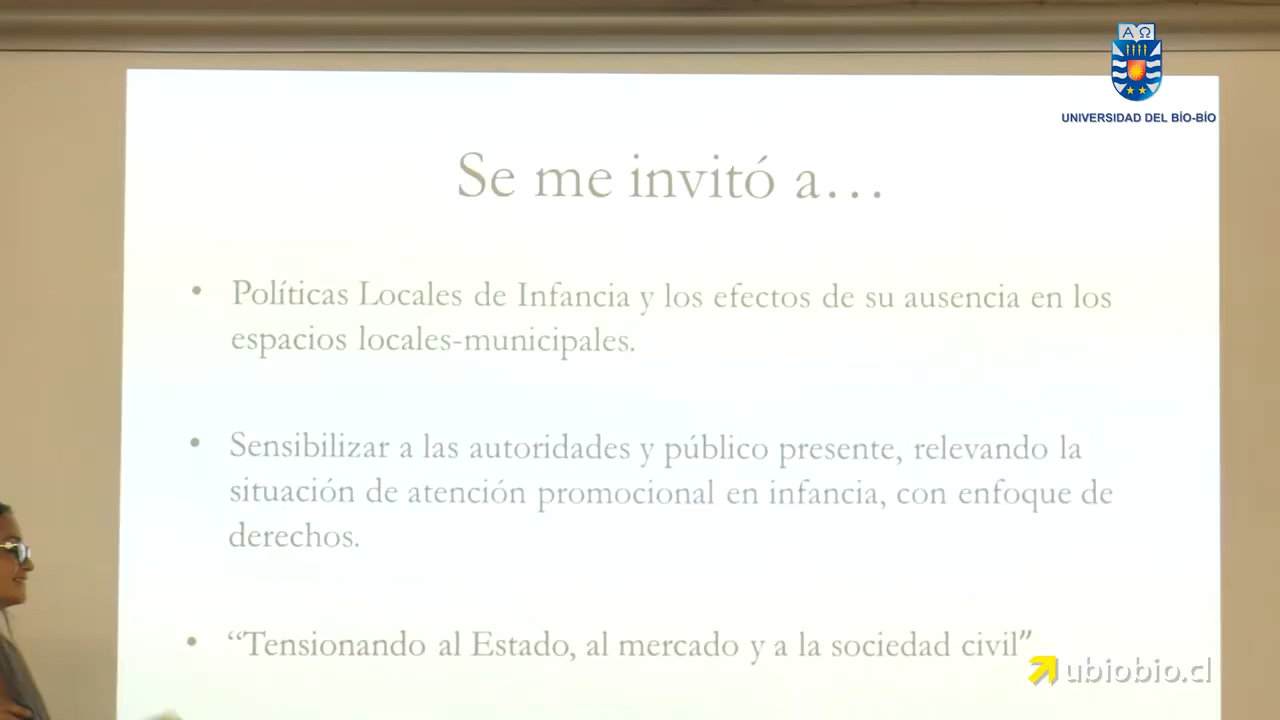 Α Ω
UNIVERSIDAD DEL BÍO-BÍO
Se me invitó a…
• Políticas Locales de Infancia y los efectos de su ausencia en los
espacios locales-municipales.
• Sensibilizar a las autoridades y público presente, relevando la
situación de atención promocional en infancia, con enfoque de
derechos.
• “Tensionando al Estado, al mercado y a la sociedad civil”
ubiobio.cl